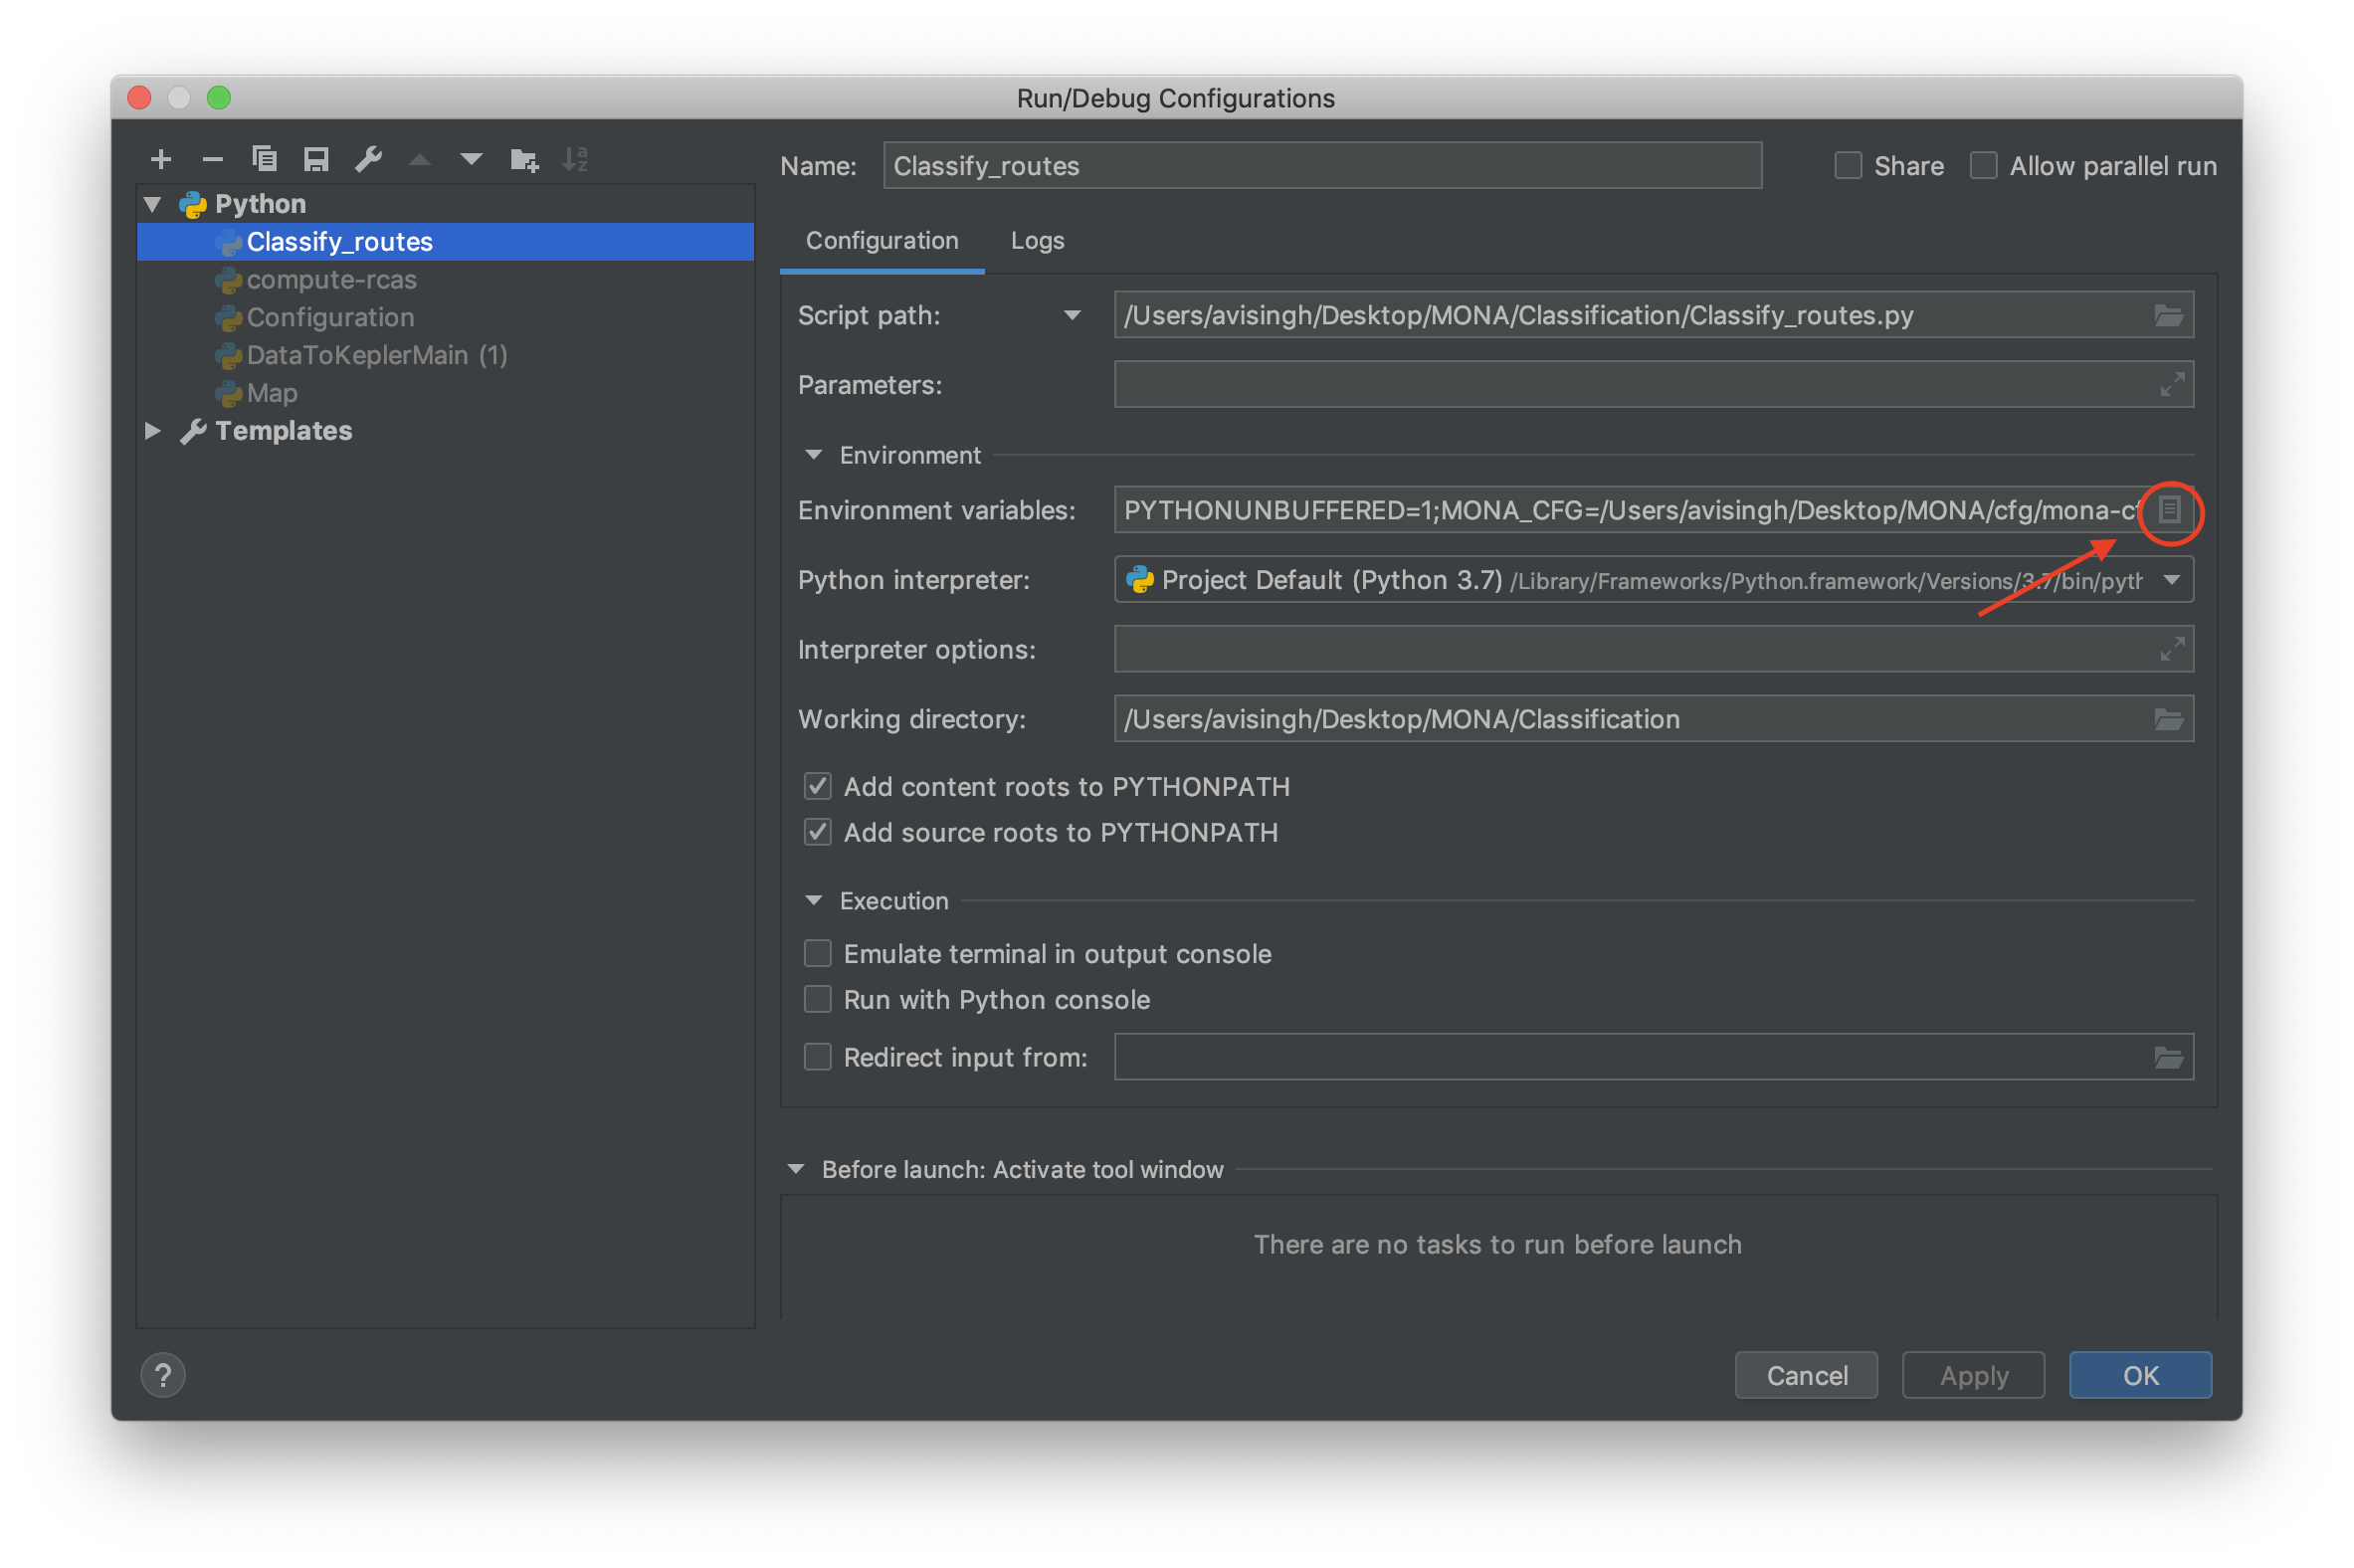 Run/Debug Configurations
Python
Classify_routes
compute-rcas
Configuration
DataToKeplerMain (1)
Map
Templates
Name: Classify_routes
Share
Allow parallel run
Configuration Logs
Script path: /Users/avisingh/Desktop/MONA/Classification/Classify_routes.py
Parameters:
Environment
Environment variables: PYTHONUNBUFFERED=1;MONA_CFG=/Users/avisingh/Desktop/MONA/cfg/mona-c
Python interpreter: Project Default (Python 3.7) /Library/Frameworks/Python.framework/Versions/3.7/bin/pyth
Interpreter options:
Working directory: /Users/avisingh/Desktop/MONA/Classification
Add content roots to PYTHONPATH
Add source roots to PYTHONPATH
Execution
Emulate terminal in output console
Run with Python console
Redirect input from:
Before launch: Activate tool window
There are no tasks to run before launch
?
Cancel Apply OK